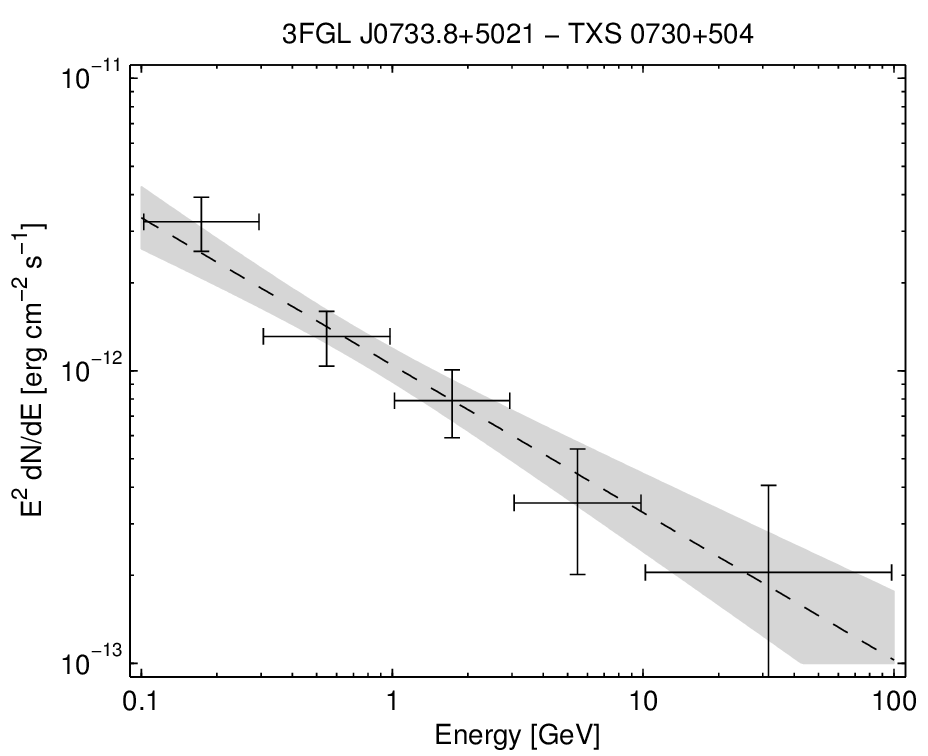 3FGL J0733.8+5021 − TXS 0730+504
10⁻¹¹
10⁻¹²
10⁻¹³
E² dN/dE [erg cm⁻² s⁻¹]
0.1 1 10 100
Energy [GeV]